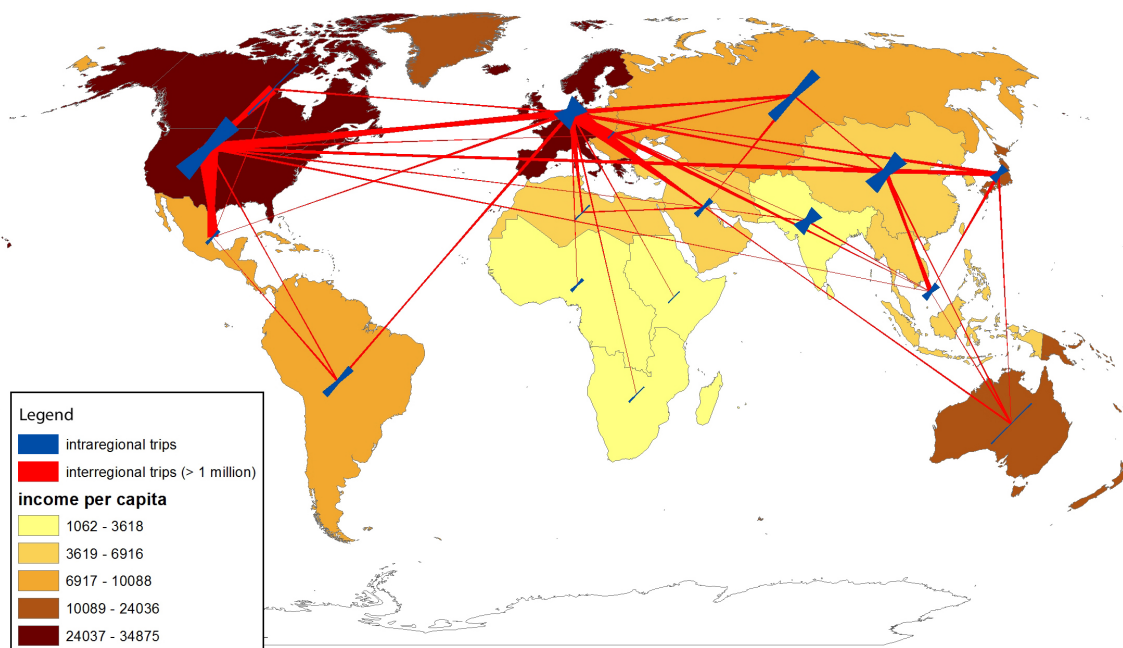 Legend
intraregional trips
interregional trips (> 1 million)
income per capita
1062 - 3618
3619 - 6916
6917 - 10088
10089 - 24036
24037 - 34875